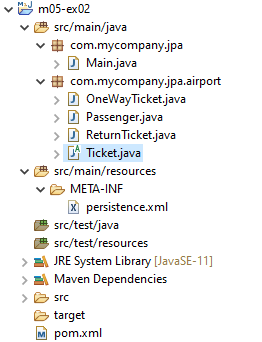 m05-ex02
src/main/java
com.mycompany.jpa
Main.java
com.mycompany.jpa.airport
OneWayTicket.java
Passenger.java
ReturnTicket.java
Ticket.java
src/main/resources
META-INF
persistence.xml
src/test/java
src/test/resources
JRE System Library [JavaSE-11]
Maven Dependencies
src
target
pom.xml